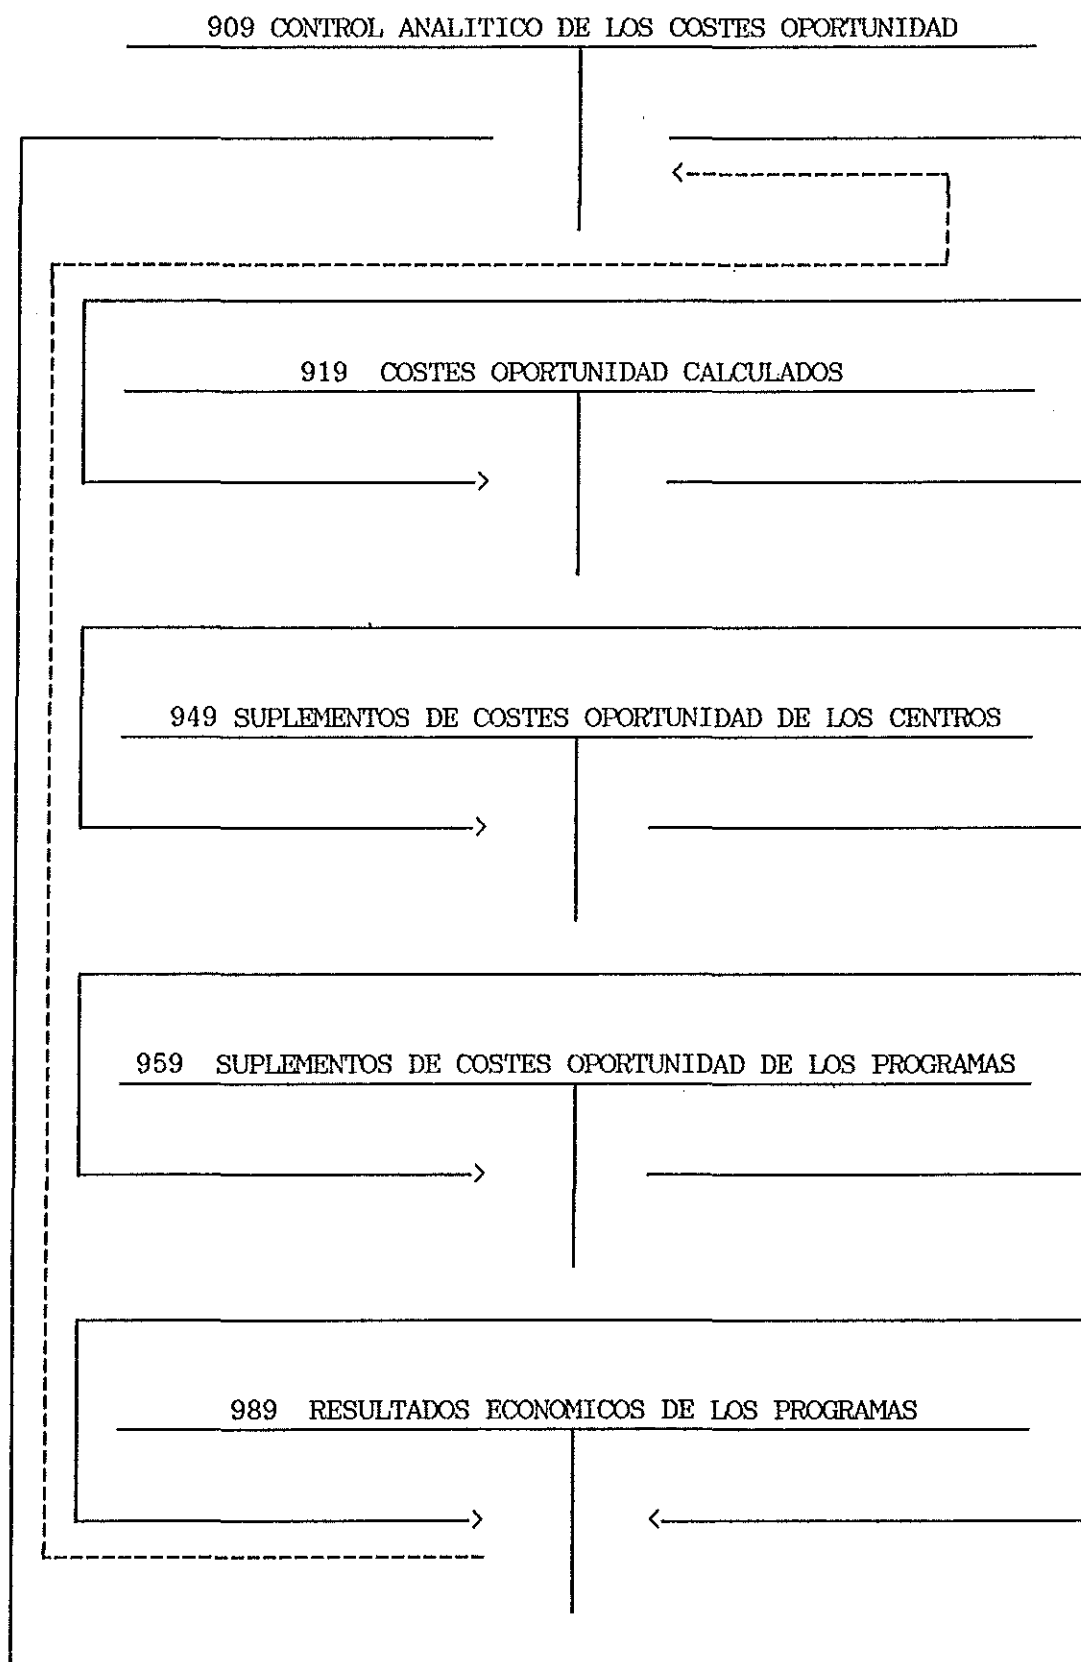 909 CONTROL ANALITICO DE LOS COSTES OPORTUNIDAD
919 COSTES OPORTUNIDAD CALCULADOS
949 SUPLEMENTOS DE COSTES OPORTUNIDAD DE LOS CENTROS
959 SUPLEMENTOS DE COSTES OPORTUNIDAD DE LOS PROGRAMAS
989 RESULTADOS ECONOMICOS DE LOS PROGRAMAS